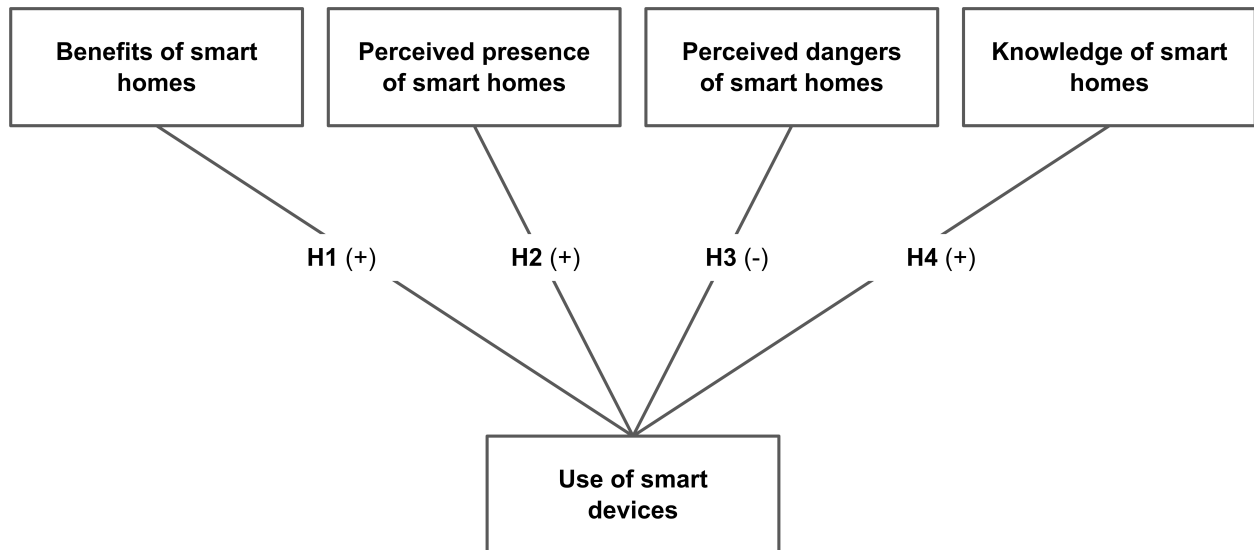 Benefits of smart
homes
Perceived presence
of smart homes
Perceived dangers
of smart homes
Knowledge of smart
homes
H1 (+)
H2 (+)
H3 (-)
H4 (+)
Use of smart
devices